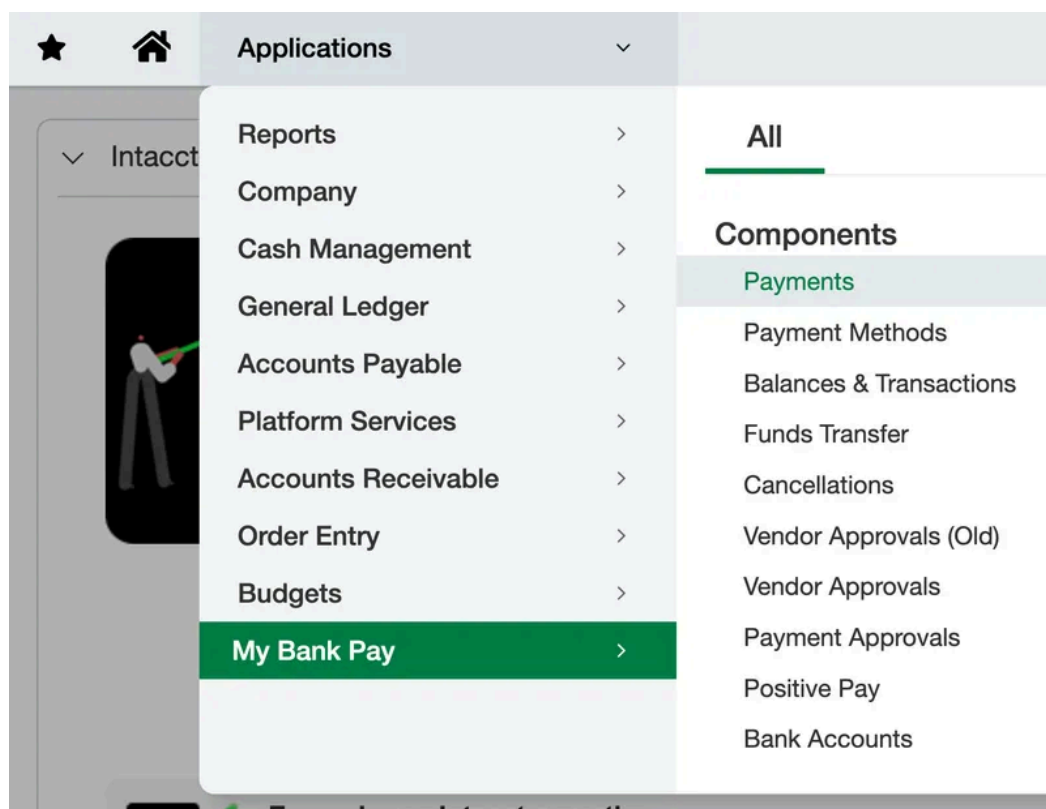 Applications
Intacct
Reports
Company
Cash Management
General Ledger
Accounts Payable
Platform Services
Accounts Receivable
Order Entry
Budgets
My Bank Pay
All
Components
Payments
Payment Methods
Balances & Transactions
Funds Transfer
Cancellations
Vendor Approvals (Old)
Vendor Approvals
Payment Approvals
Positive Pay
Bank Accounts